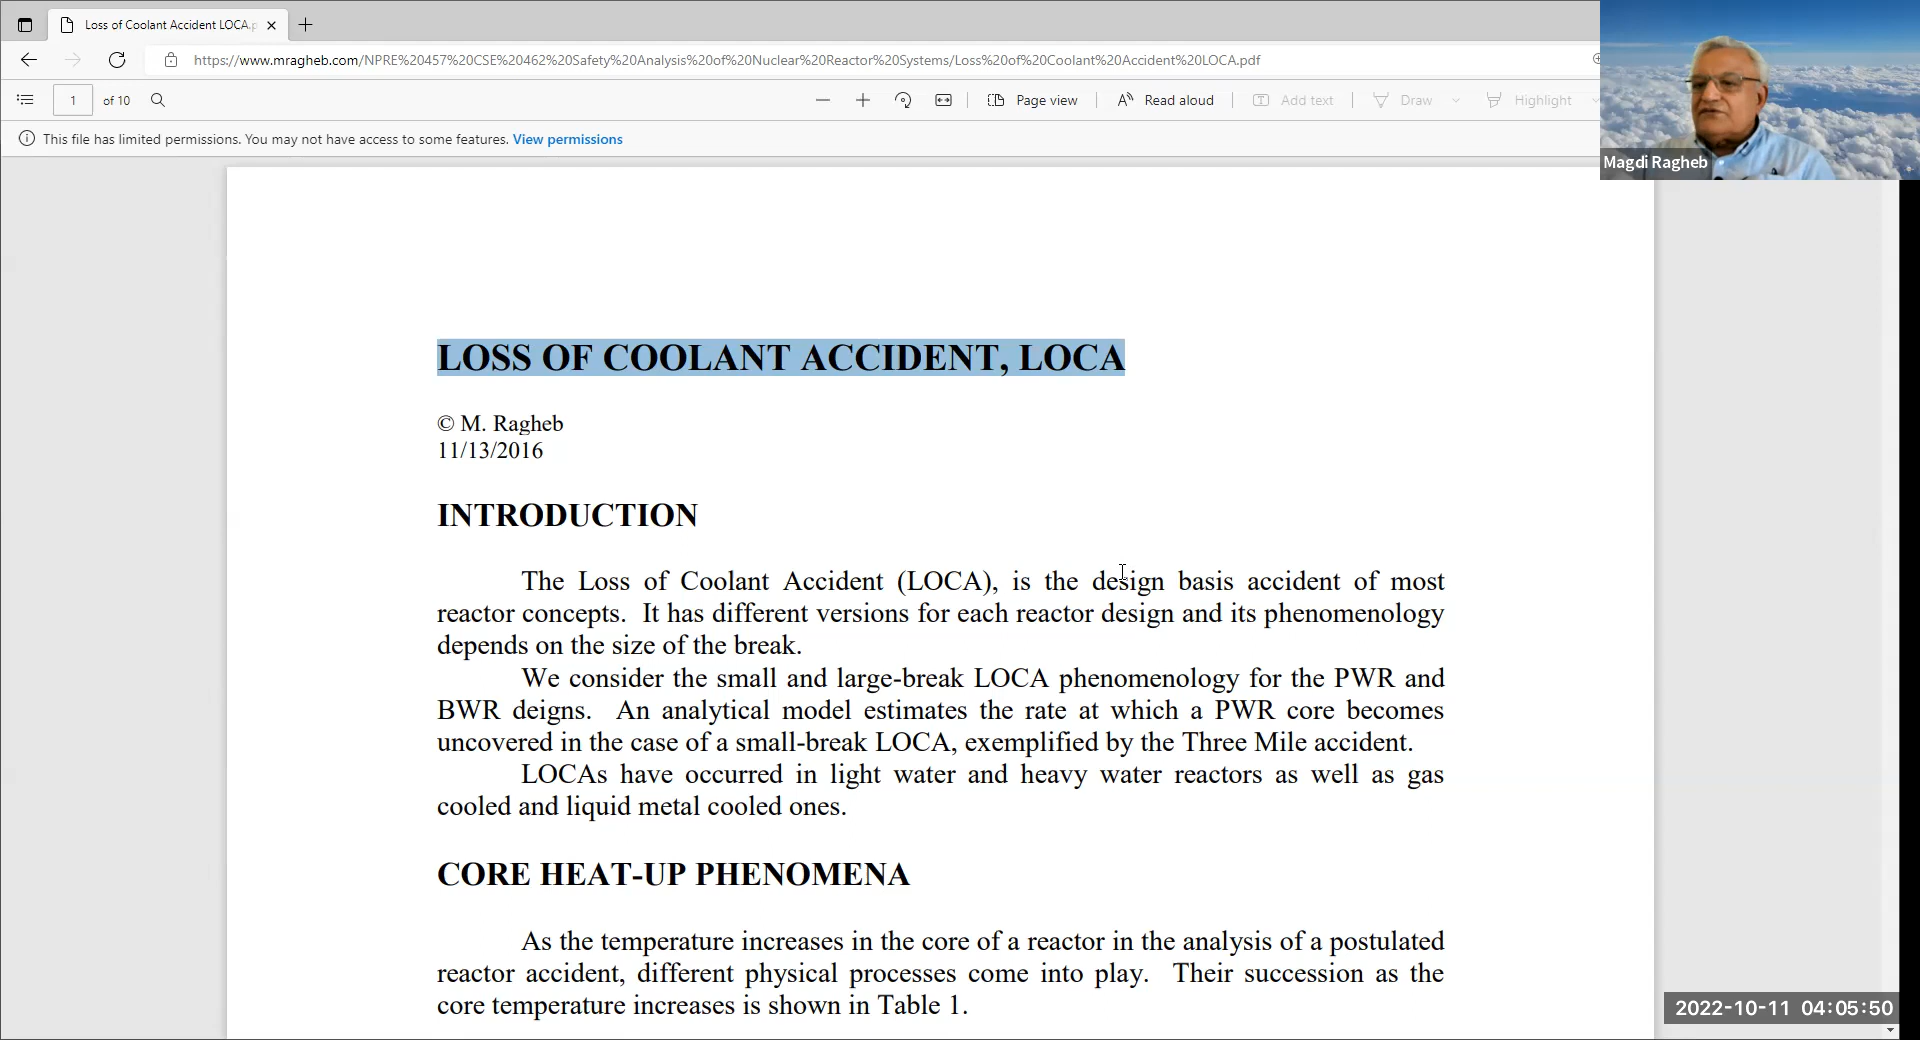 Loss of Coolant Accident LOCA.p
https://www.mragheb.com/NPRE%20457%20CSE%20462%20Safety%20Analysis%20of%20Nuclear%20Reactor%20Systems/Loss%20of%20Coolant%20Accident%20LOCA.pdf
1 of 10 Page view Read aloud Add text Draw Highlight
This file has limited permissions. You may not have access to some features. View permissions
Magdi Ragheb
LOSS OF COOLANT ACCIDENT, LOCA
© M. Ragheb
11/13/2016
INTRODUCTION
The Loss of Coolant Accident (LOCA), is the design basis accident of most
reactor concepts. It has different versions for each reactor design and its phenomenology
depends on the size of the break.
We consider the small and large-break LOCA phenomenology for the PWR and
BWR deigns. An analytical model estimates the rate at which a PWR core becomes
uncovered in the case of a small-break LOCA, exemplified by the Three Mile accident.
LOCAs have occurred in light water and heavy water reactors as well as gas
cooled and liquid metal cooled ones.
CORE HEAT-UP PHENOMENA
As the temperature increases in the core of a reactor in the analysis of a postulated
reactor accident, different physical processes come into play. Their succession as the
core temperature increases is shown in Table 1.
2022-10-11 04:05:50